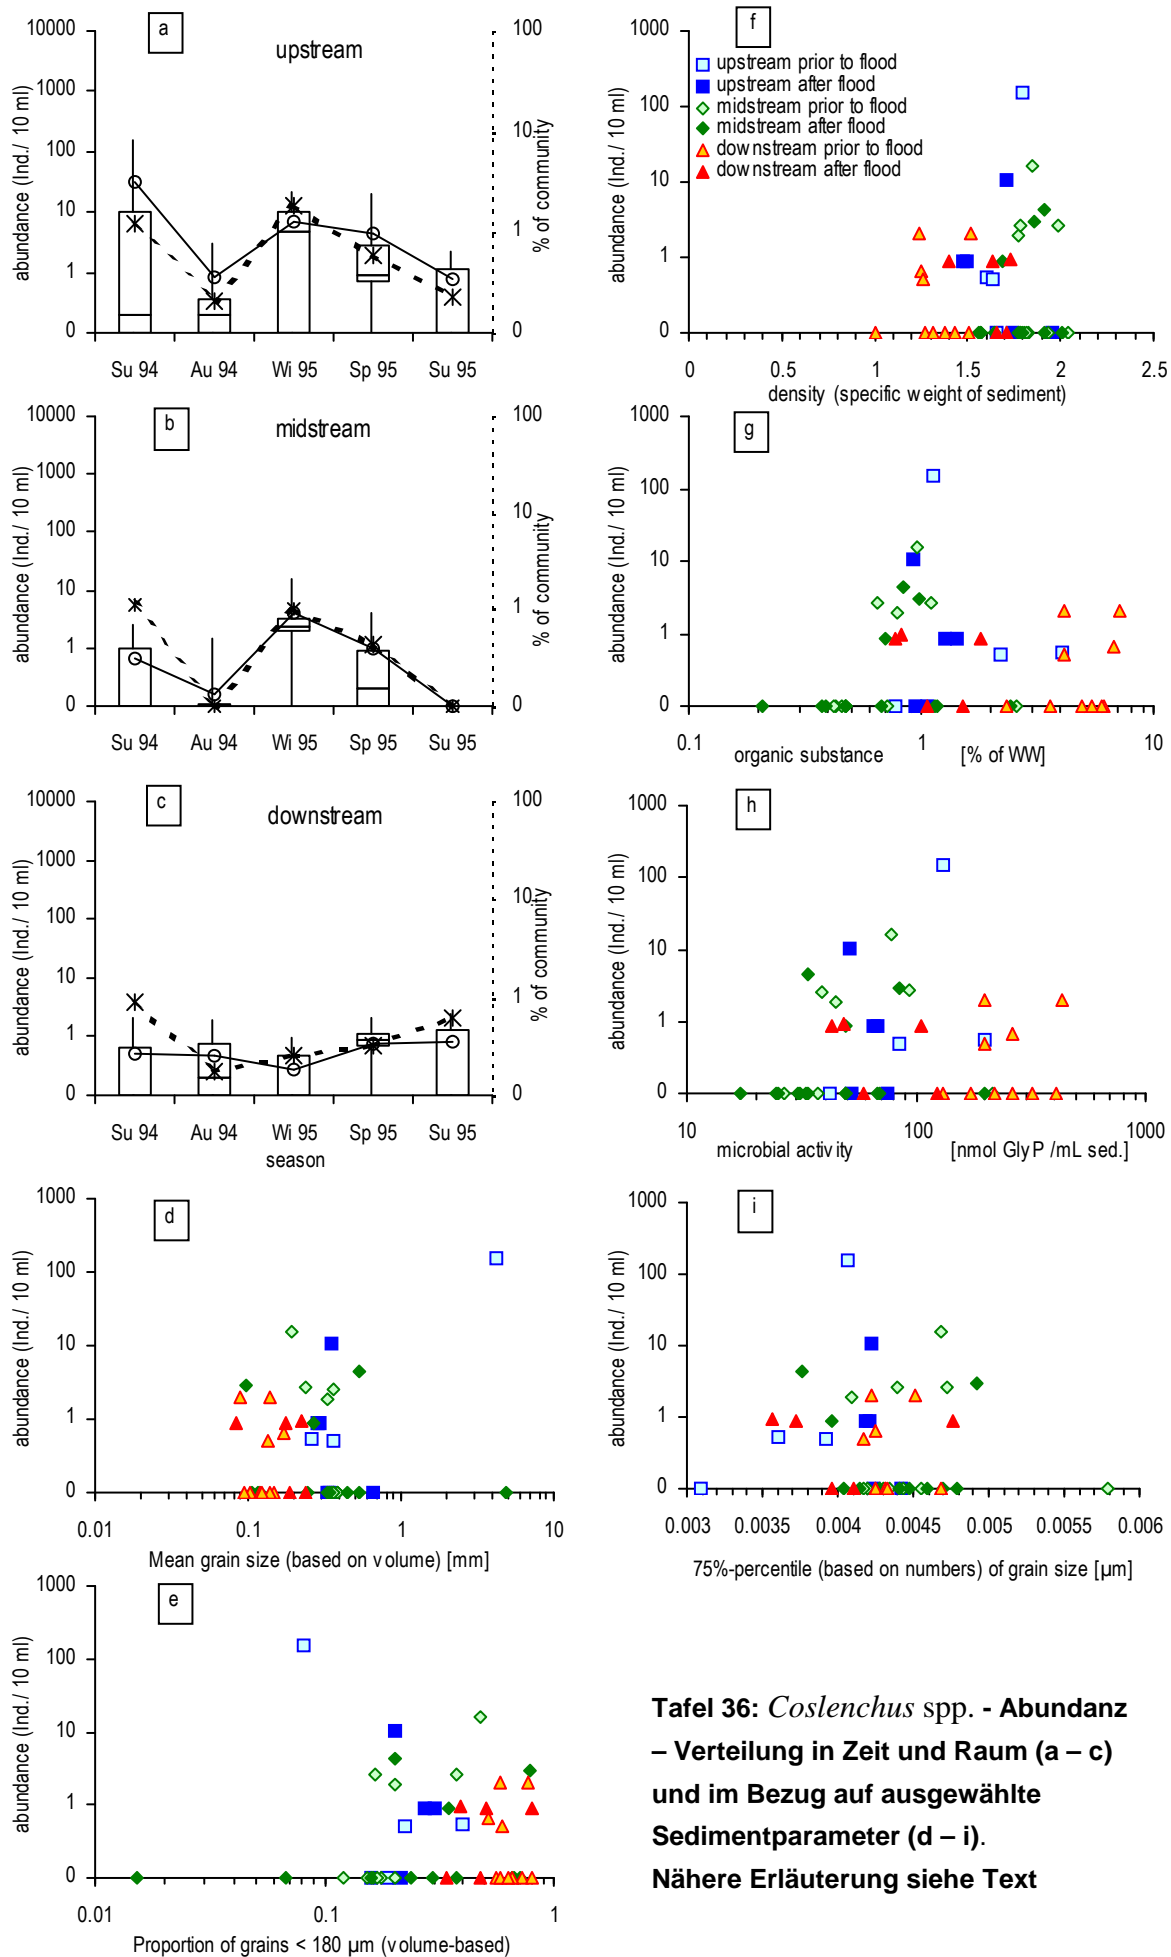 a
upstream
10000
1000
100
10
1
0
abundance (Ind./ 10 ml)
100
10
1
0
% of community
Su 94 Au 94 Wi 95 Sp 95 Su 95
b
midstream
10000
1000
100
10
1
0
abundance (Ind./ 10 ml)
100
10
1
0
% of community
Su 94 Au 94 Wi 95 Sp 95 Su 95
c
downstream
10000
1000
100
10
1
0
abundance (Ind./ 10 ml)
100
10
1
0
% of community
Su 94 Au 94 Wi 95 Sp 95 Su 95
season
d
1000
100
10
1
0
abundance (Ind./ 10 ml)
0.01 0.1 1 10
Mean grain size (based on volume) [mm]
e
1000
100
10
1
0
abundance (Ind./ 10 ml)
0.01 0.1 1
Proportion of grains < 180 µm (volume-based)
f
1000
100
10
1
0
abundance (Ind./ 10 ml)
upstream prior to flood
upstream after flood
midstream prior to flood
midstream after flood
downstream prior to flood
downstream after flood
0 0.5 1 1.5 2 2.5
density (specific weight of sediment)
g
1000
100
10
1
0
abundance (Ind./ 10 ml)
0.1 1 10
organic substance [% of WW]
h
1000
100
10
1
0
abundance (Ind./ 10 ml)
10 100 1000
microbial activity [nmol GlyP /mL sed.]
i
1000
100
10
1
0
abundance (Ind./ 10 ml)
0.003 0.0035 0.004 0.0045 0.005 0.0055 0.006
75%-percentile (based on numbers) of grain size [µm]
Tafel 36: Coslenchus spp. - Abundanz
– Verteilung in Zeit und Raum (a – c)
und im Bezug auf ausgewählte
Sedimentparameter (d – i).
Nähere Erläuterung siehe Text